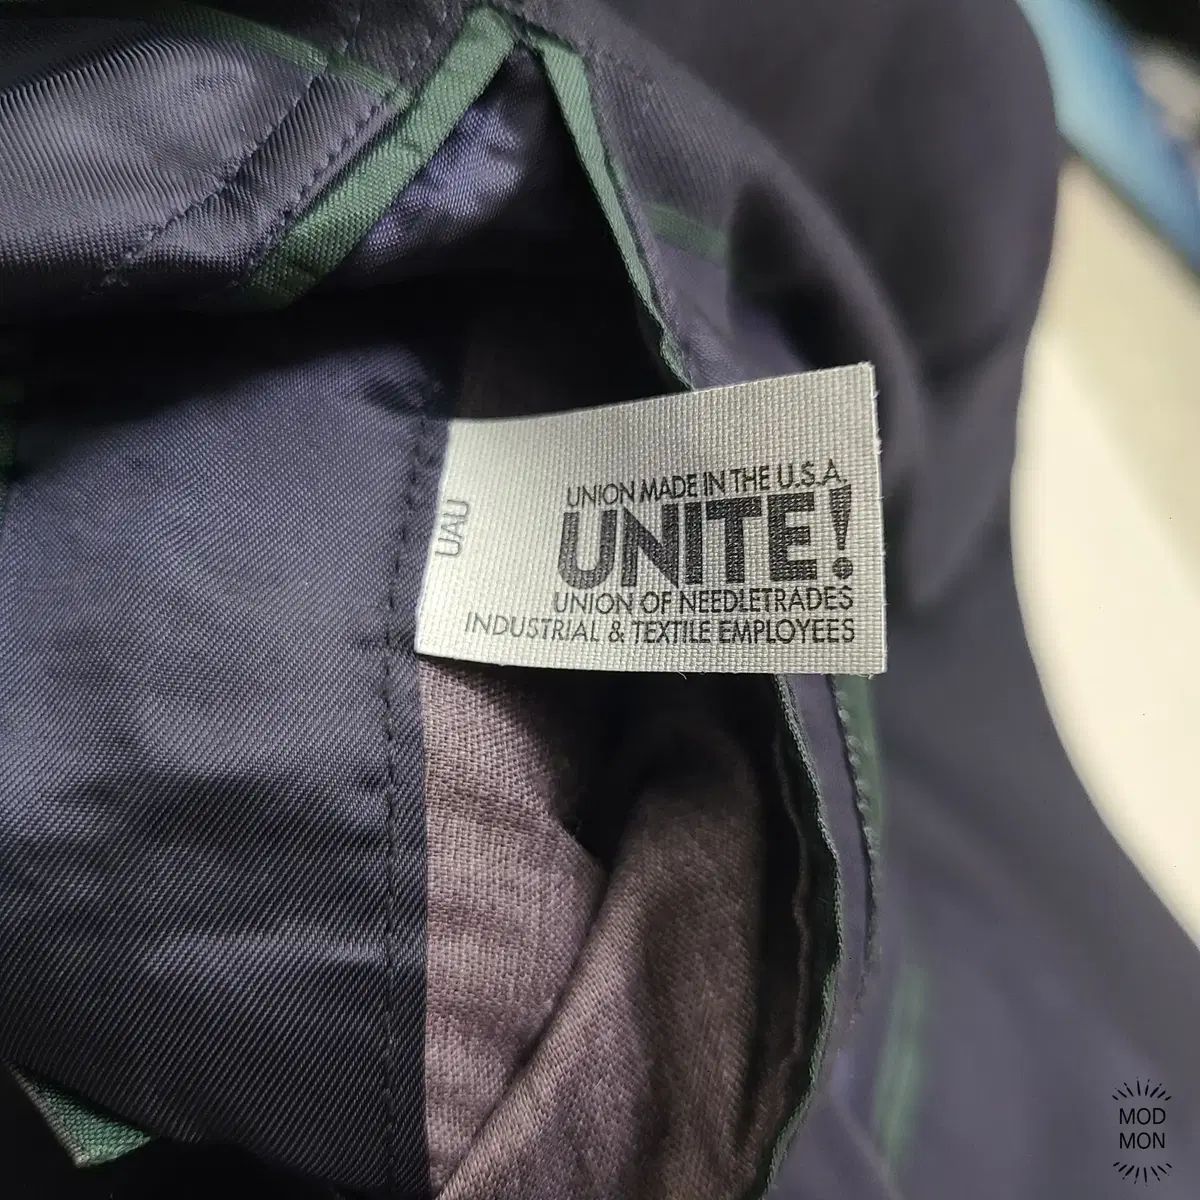 UNION MADE IN THE U.S.A.
UNITE!
UNION OF NEEDLETRADES
INDUSTRIAL & TEXTILE EMPLOYEES
UAU
MOD
MON